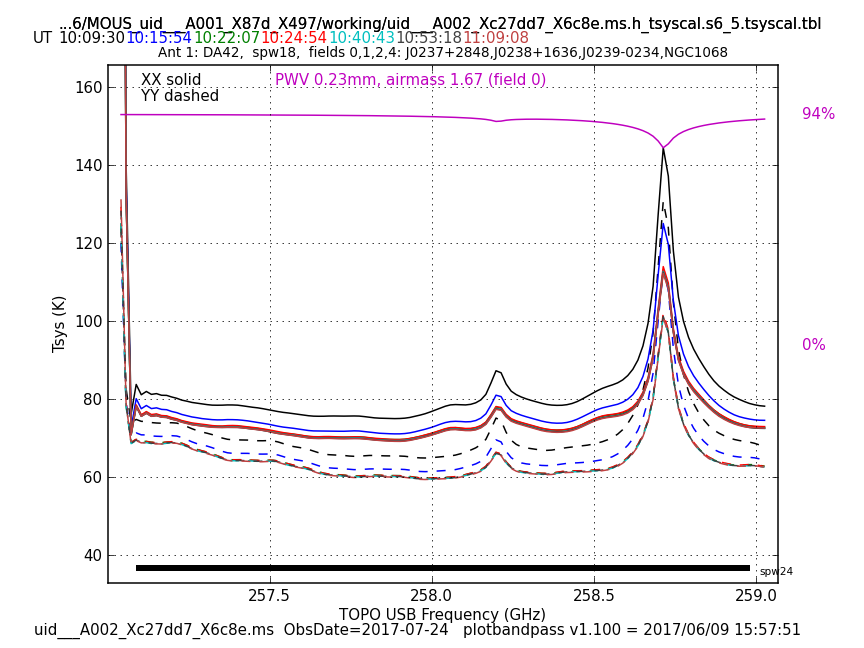 ...6/MOUS_uid___A001_X87d_X497/working/uid___A002_Xc27dd7_X6c8e.ms.h_tsyscal.s6_5.tsyscal.tbl
UT 10:09:30 10:15:54 10:22:07 10:24:54 10:40:43 10:53:18 11:09:08
Ant 1: DA42, spw18, fields 0,1,2,4: J0237+2848,J0238+1636,J0239-0234,NGC1068
XX solid PWV 0.23mm, airmass 1.67 (field 0)
YY dashed
160
140
120
100
80
60
40
Tsys (K)
94%
0%
spw24
257.5 258.0 258.5 259.0
TOPO USB Frequency (GHz)
uid___A002_Xc27dd7_X6c8e.ms ObsDate=2017-07-24 plotbandpass v1.100 = 2017/06/09 15:57:51